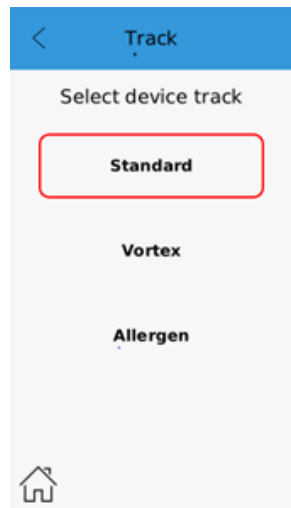 Track
Select device track
Standard
Vortex
Allergen